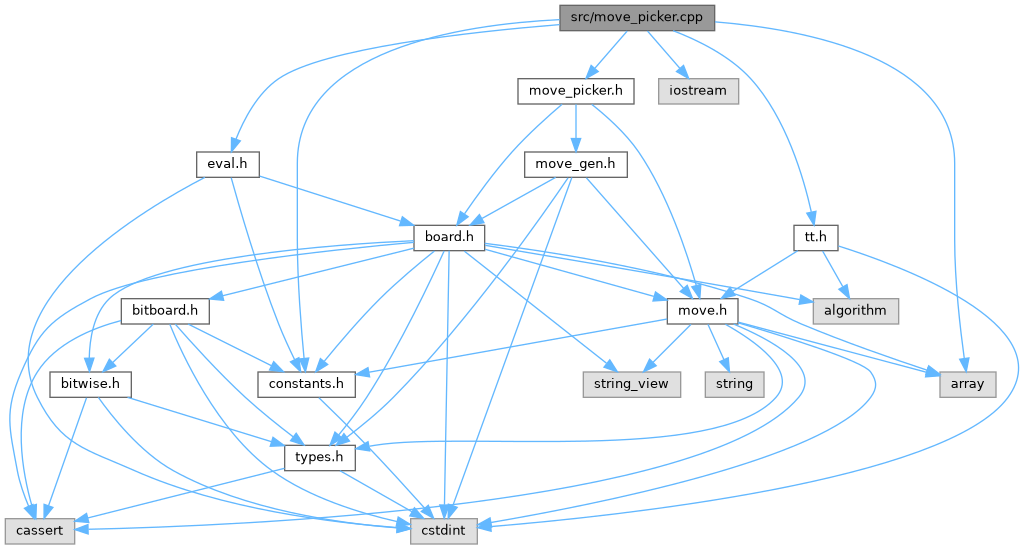 src/move_picker.cpp
move_picker.h
iostream
eval.h
move_gen.h
board.h
tt.h
bitboard.h
move.h
algorithm
bitwise.h
constants.h
string_view
string
array
types.h
cassert
cstdint